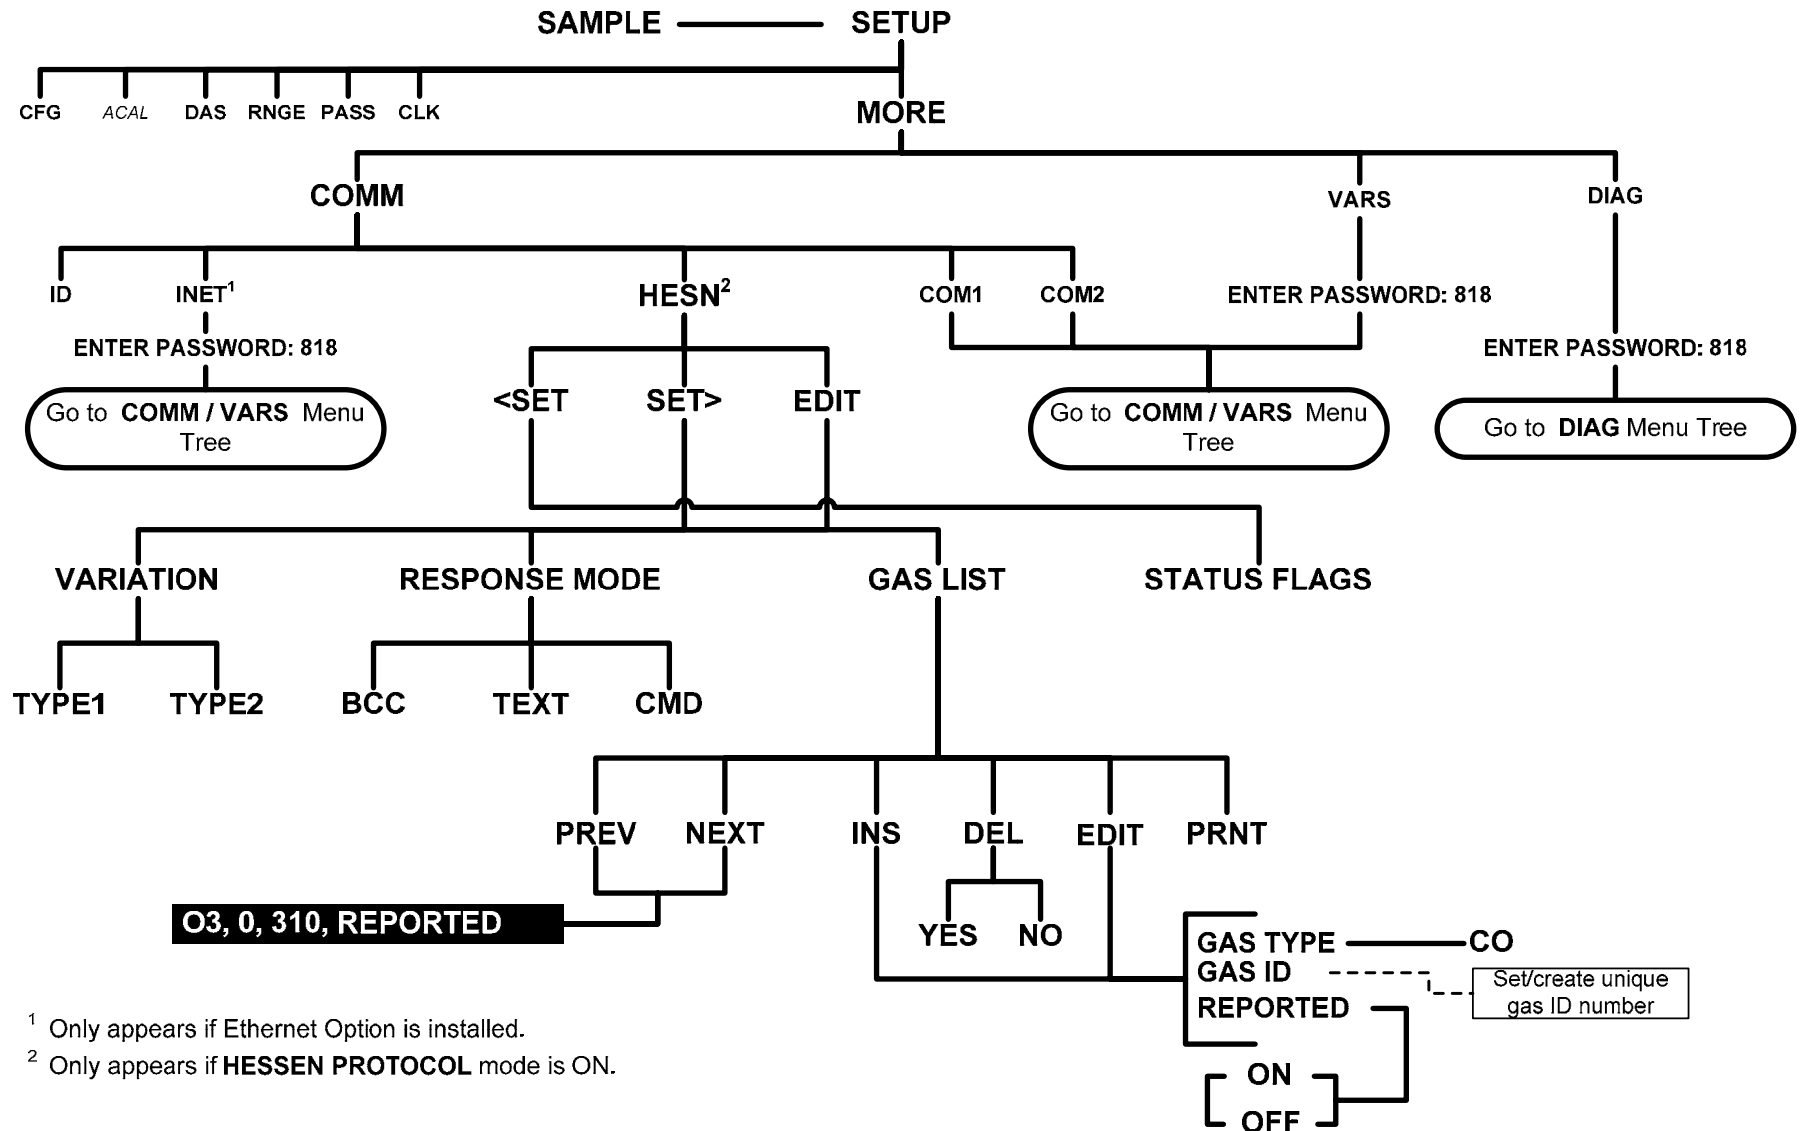 SAMPLE SETUP
CFG ACAL DAS RNGE PASS CLK MORE
COMM VARS DIAG
ID INET1 HESN2 COM1 COM2 ENTER PASSWORD: 818
ENTER PASSWORD: 818 ENTER PASSWORD: 818
Go to COMM / VARS Menu
Tree
<SET SET> EDIT
Go to COMM / VARS Menu
Tree
Go to DIAG Menu Tree
VARIATION RESPONSE MODE GAS LIST STATUS FLAGS
TYPE1 TYPE2 BCC TEXT CMD
PREV NEXT INS DEL EDIT PRNT
O3, 0, 310, REPORTED
YES NO
GAS TYPE CO
GAS ID
Set/create unique
gas ID number
REPORTED
ON
OFF
1 Only appears if Ethernet Option is installed.
2 Only appears if HESSEN PROTOCOL mode is ON.